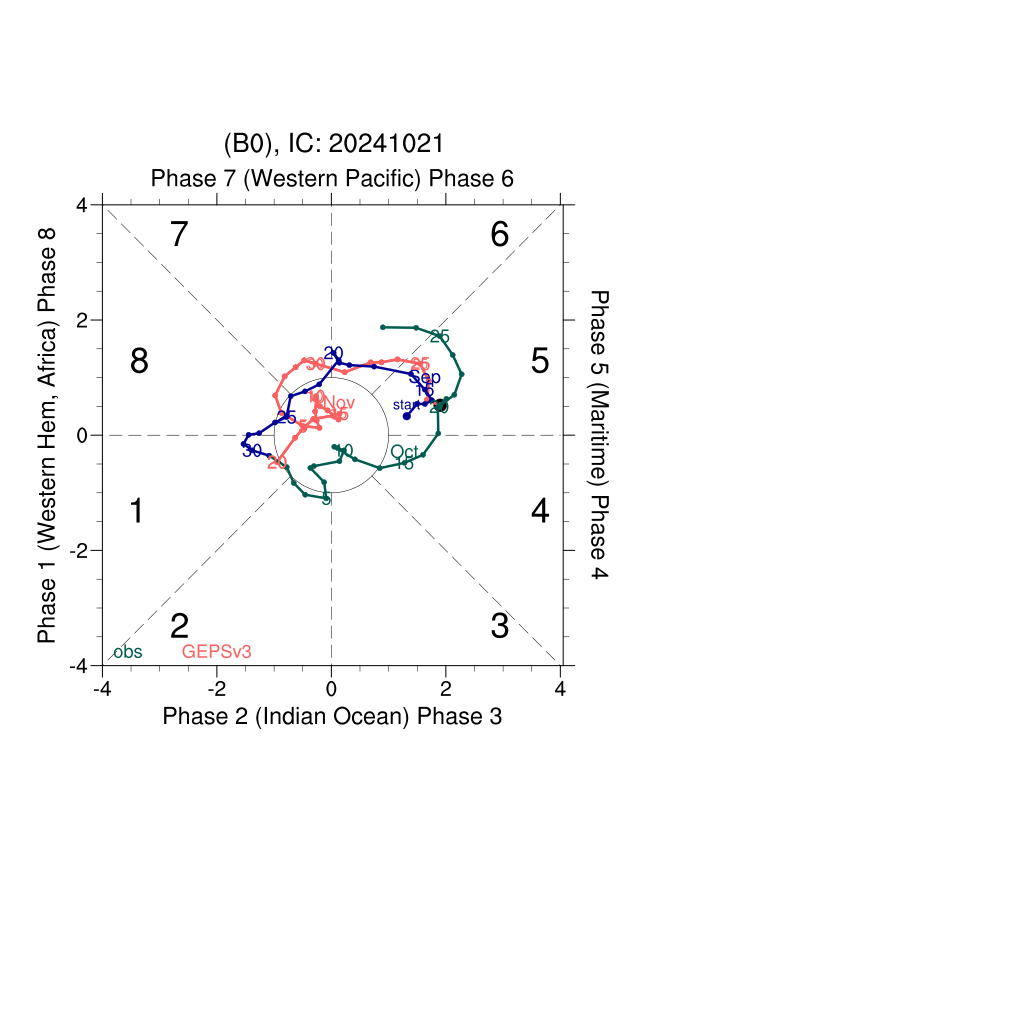 (B0), IC: 20241021
Phase 7 (Western Pacific) Phase 6
4
7
6
2
8
5
0
1
4
-2
2
3
-4
Phase 1 (Western Hem, Africa) Phase 8
Phase 5 (Maritime) Phase 4
25
20
30
25
Sep
15
start
20
10
Nov
15
25
5
30
20
10
Oct
15
5
obs GEPSv3
-4 -2 0 2 4
Phase 2 (Indian Ocean) Phase 3